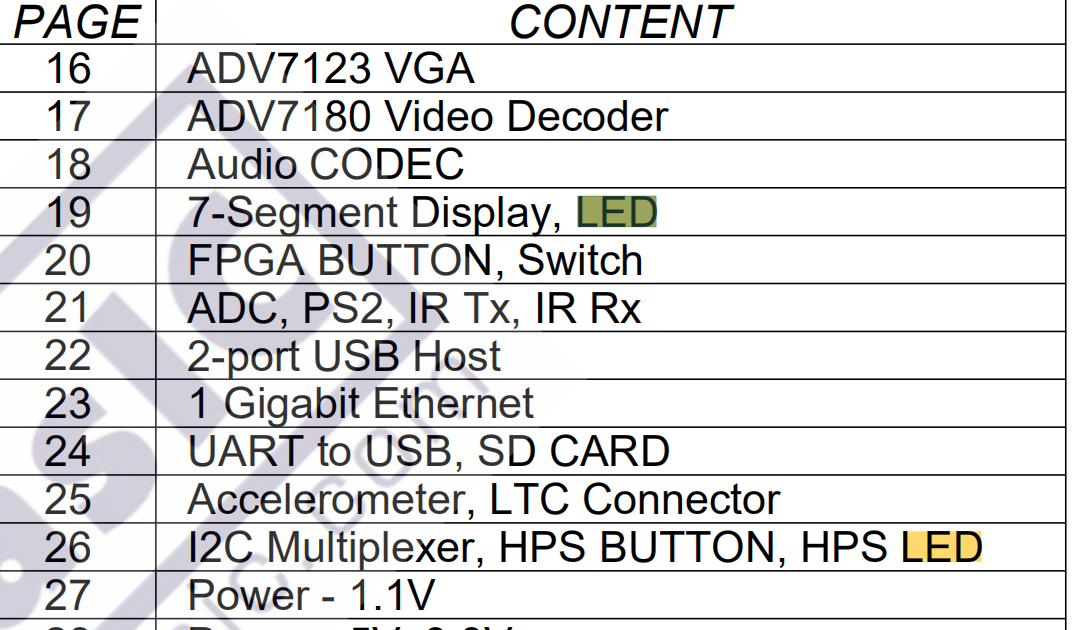 PAGE CONTENT
16 ADV7123 VGA
17 ADV7180 Video Decoder
18 Audio CODEC
19 7-Segment Display, LED
20 FPGA BUTTON, Switch
21 ADC, PS2, IR Tx, IR Rx
22 2-port USB Host
23 1 Gigabit Ethernet
24 UART to USB, SD CARD
25 Accelerometer, LTC Connector
26 I2C Multiplexer, HPS BUTTON, HPS LED
27 Power - 1.1V